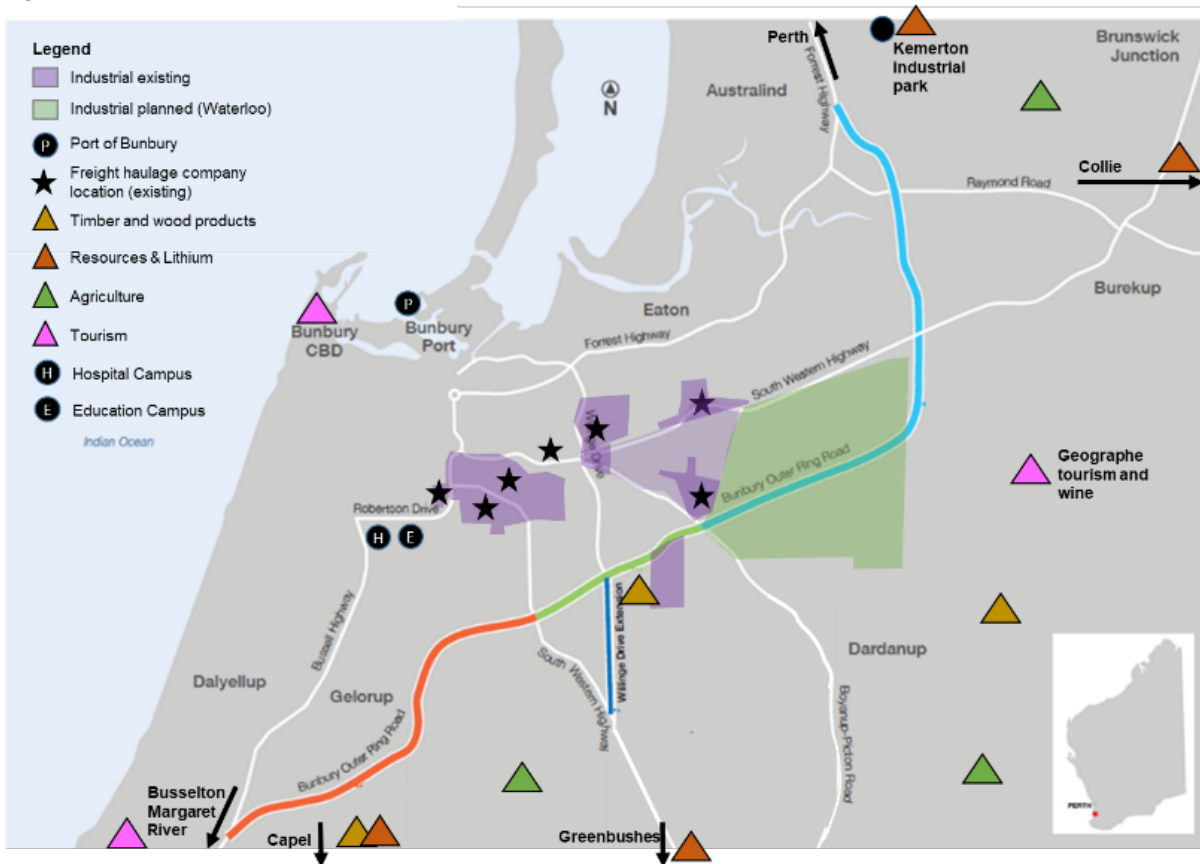 Legend
Industrial existing
Industrial planned (Waterloo)
P
Port of Bunbury
Freight haulage company
location (existing)
Timber and wood products
Resources & Lithium
Agriculture
Tourism
H
Hospital Campus
E
Education Campus
Indian Ocean
N
Perth
Forrest Highway
Kemerton
industrial
park
Brunswick
Junction
Australind
Collie
Raymond Road
Burekup
Eaton
P
Bunbury
CBD
Bunbury
Port
Forrest Highway
South Western Highway
Willinge Drive
Bunbury Outer Ring Road
Geographe
tourism and
wine
Robertson Drive
H
E
Bussell Highway
Willinge Drive Extension
South Western Highway
Dardanup
Boyanup-Picton Road
Dalyellup
Gelorup
Bunbury Outer Ring Road
Busselton
Margaret
River
Capel
Greenbushes
PERTH